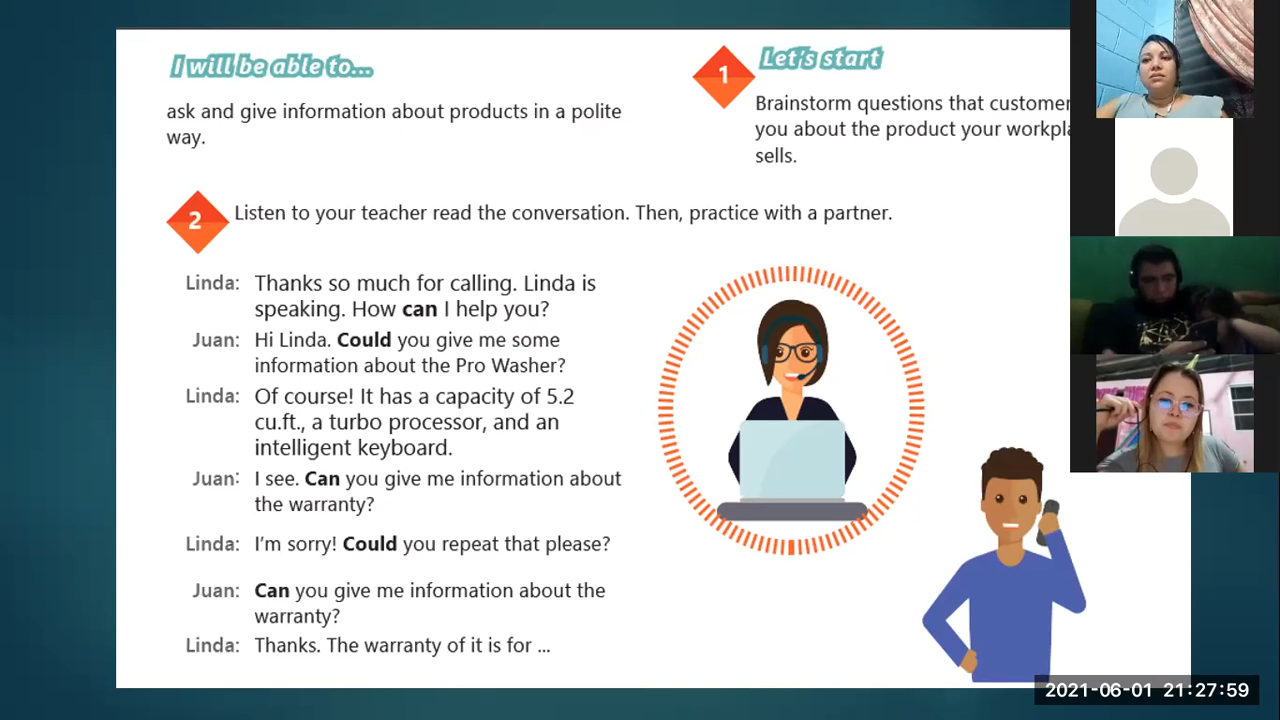 I will be able to...
ask and give information about products in a polite
way.
1
Let's start
Brainstorm questions that customer
you about the product your workpla
sells.
2
Listen to your teacher read the conversation. Then, practice with a partner.
Linda: Thanks so much for calling. Linda is
speaking. How can I help you?
Juan: Hi Linda. Could you give me some
information about the Pro Washer?
Linda: Of course! It has a capacity of 5.2
cu.ft., a turbo processor, and an
intelligent keyboard.
Juan: I see. Can you give me information about
the warranty?
Linda: I'm sorry! Could you repeat that please?
Juan: Can you give me information about the
warranty?
Linda: Thanks. The warranty of it is for ...
2021-06-01 21:27:59